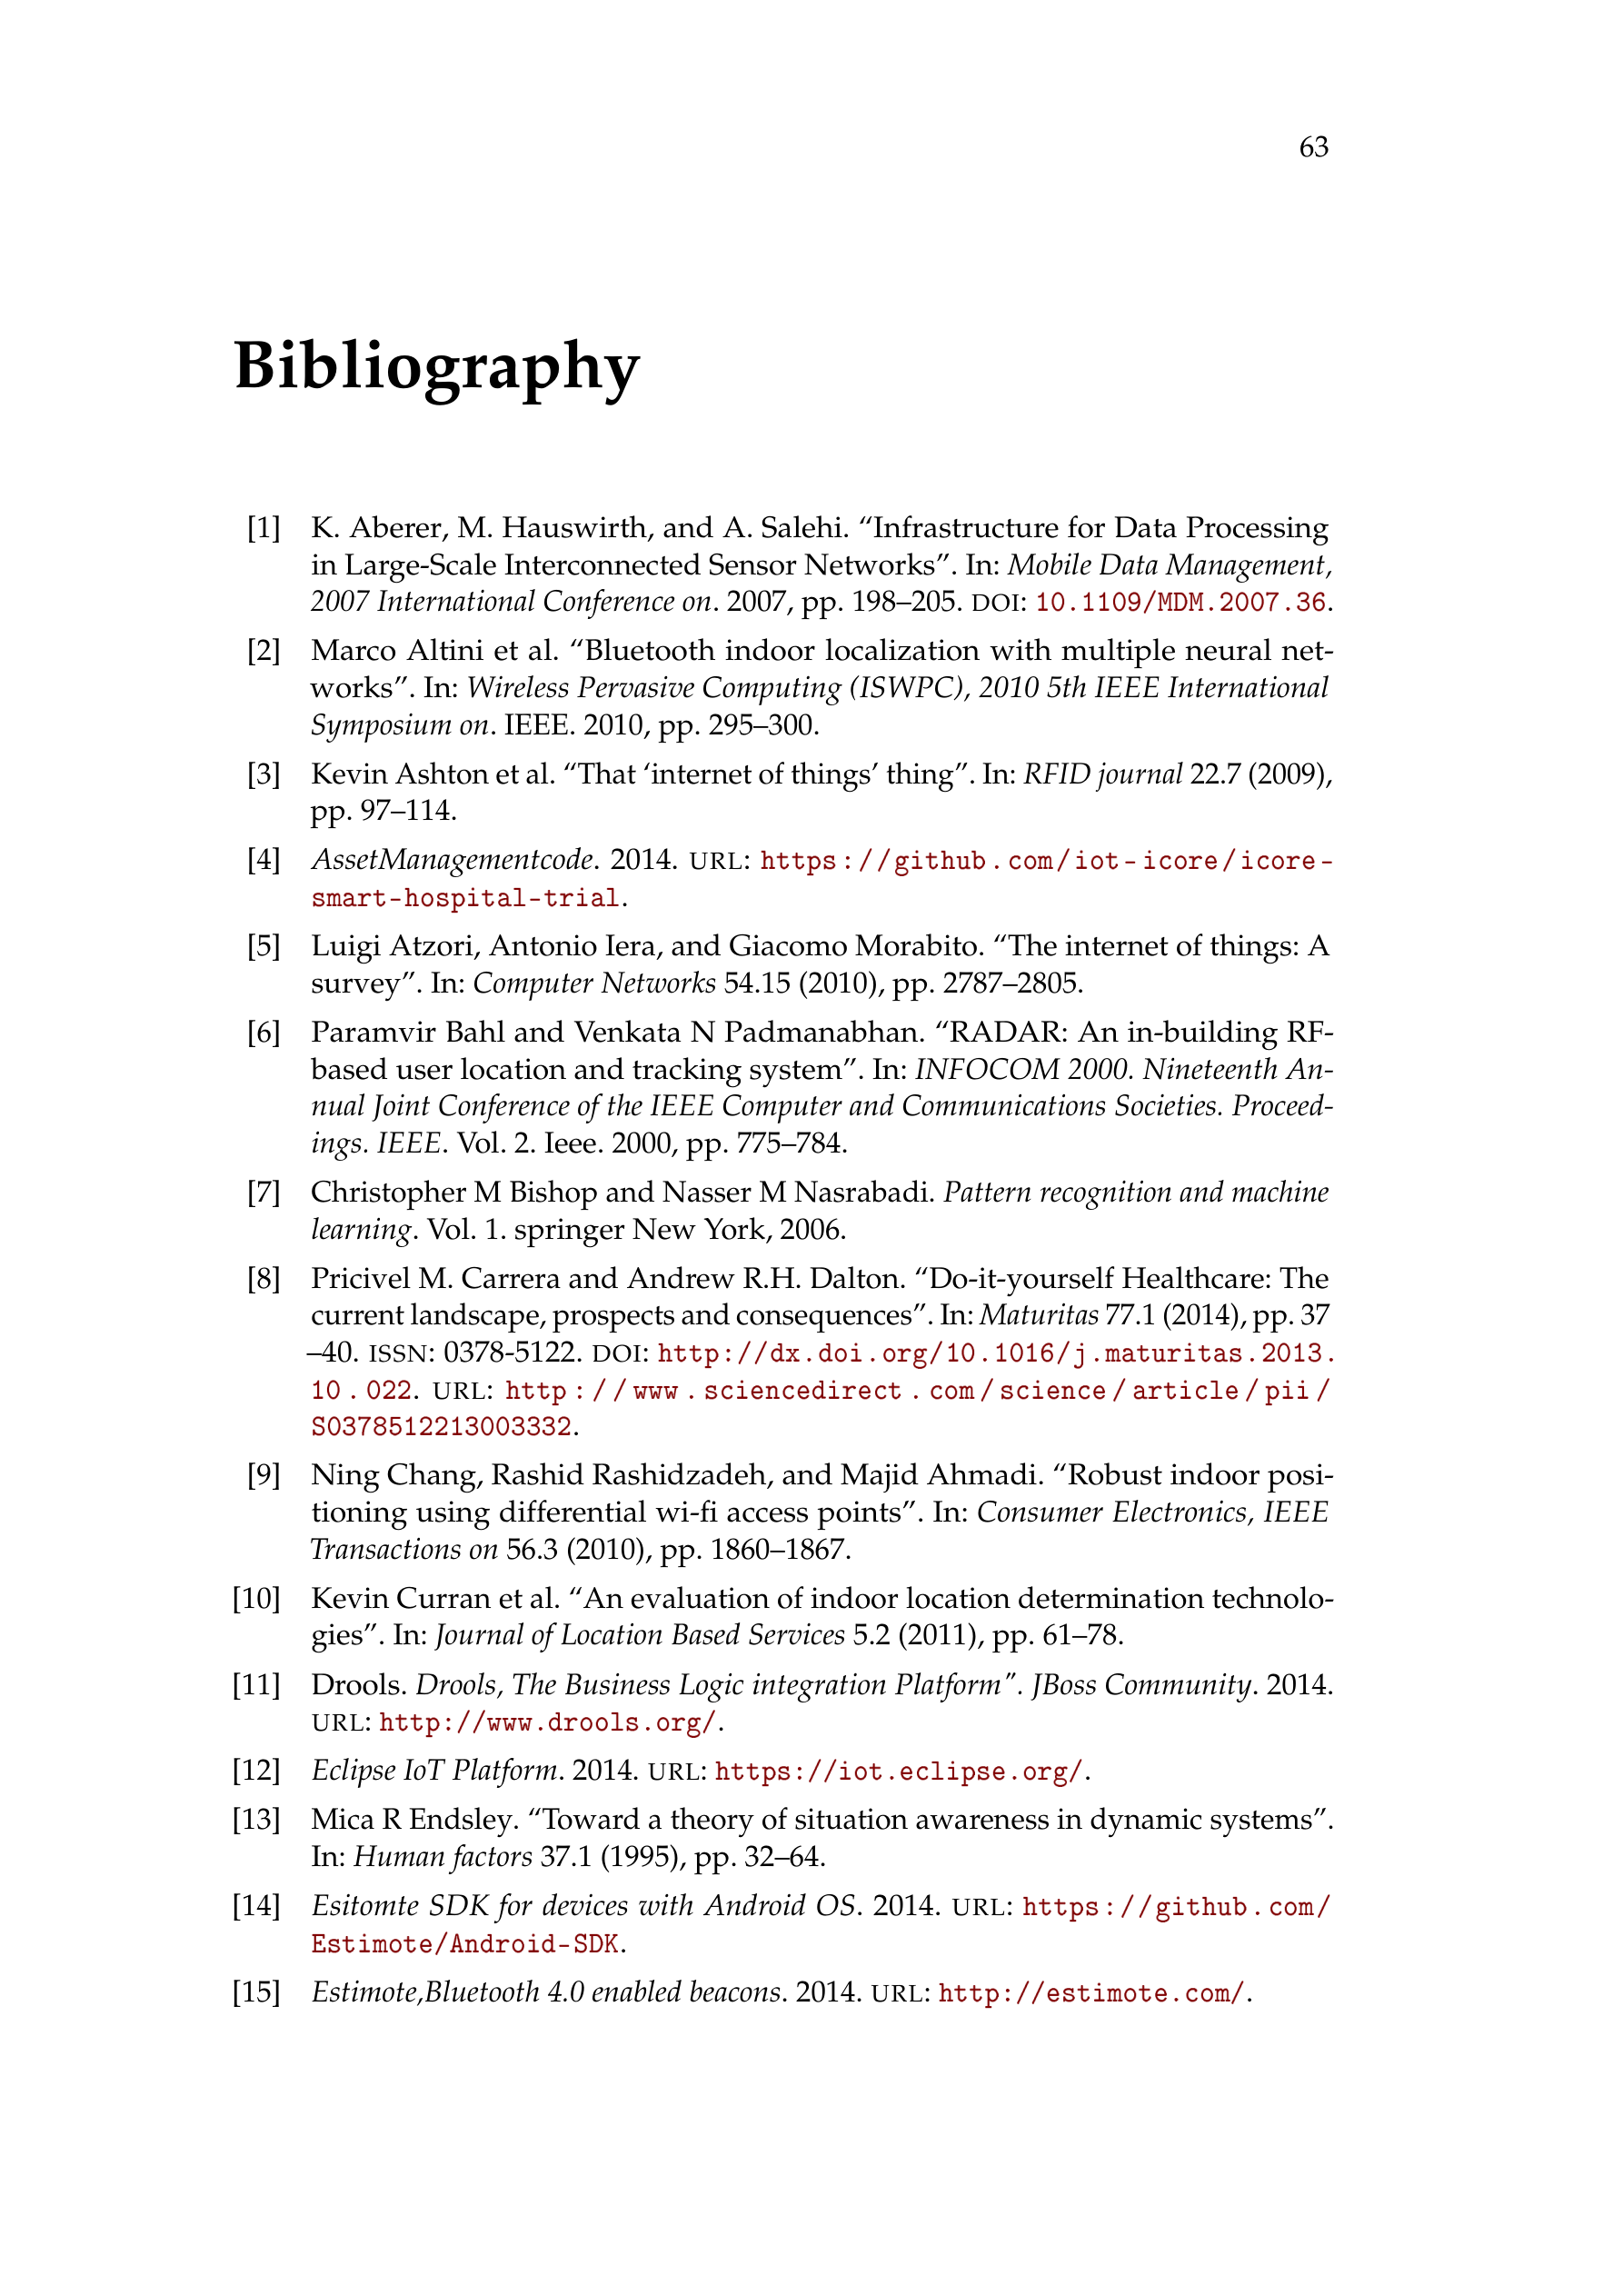 63
Bibliography
[1] K. Aberer, M. Hauswirth, and A. Salehi. “Infrastructure for Data Processing
in Large-Scale Interconnected Sensor Networks”. In: Mobile Data Management,
2007 International Conference on. 2007, pp. 198–205. DOI: 10.1109/MDM.2007.36.
[2] Marco Altini et al. “Bluetooth indoor localization with multiple neural net-
works”. In: Wireless Pervasive Computing (ISWPC), 2010 5th IEEE International
Symposium on. IEEE. 2010, pp. 295–300.
[3] Kevin Ashton et al. “That ‘internet of things’ thing”. In: RFID journal 22.7 (2009),
pp. 97–114.
[4] AssetManagementcode. 2014. URL: https://github.com/iot-icore/icore-
smart-hospital-trial.
[5] Luigi Atzori, Antonio Iera, and Giacomo Morabito. “The internet of things: A
survey”. In: Computer Networks 54.15 (2010), pp. 2787–2805.
[6] Paramvir Bahl and Venkata N Padmanabhan. “RADAR: An in-building RF-
based user location and tracking system”. In: INFOCOM 2000. Nineteenth An-
nual Joint Conference of the IEEE Computer and Communications Societies. Proceed-
ings. IEEE. Vol. 2. Ieee. 2000, pp. 775–784.
[7] Christopher M Bishop and Nasser M Nasrabadi. Pattern recognition and machine
learning. Vol. 1. springer New York, 2006.
[8] Pricivel M. Carrera and Andrew R.H. Dalton. “Do-it-yourself Healthcare: The
current landscape, prospects and consequences”. In: Maturitas 77.1 (2014), pp. 37
–40. ISSN: 0378-5122. DOI: http://dx.doi.org/10.1016/j.maturitas.2013.
10.022. URL: http://www.sciencedirect.com/science/article/pii/
S0378512213003332.
[9] Ning Chang, Rashid Rashidzadeh, and Majid Ahmadi. “Robust indoor posi-
tioning using differential wi-fi access points”. In: Consumer Electronics, IEEE
Transactions on 56.3 (2010), pp. 1860–1867.
[10] Kevin Curran et al. “An evaluation of indoor location determination technolo-
gies”. In: Journal of Location Based Services 5.2 (2011), pp. 61–78.
[11] Drools. Drools, The Business Logic integration Platform". JBoss Community. 2014.
URL: http://www.drools.org/.
[12] Eclipse IoT Platform. 2014. URL: https://iot.eclipse.org/.
[13] Mica R Endsley. “Toward a theory of situation awareness in dynamic systems”.
In: Human factors 37.1 (1995), pp. 32–64.
[14] Esitomte SDK for devices with Android OS. 2014. URL: https://github.com/
Estimote/Android-SDK.
[15] Estimote,Bluetooth 4.0 enabled beacons. 2014. URL: http://estimote.com/.